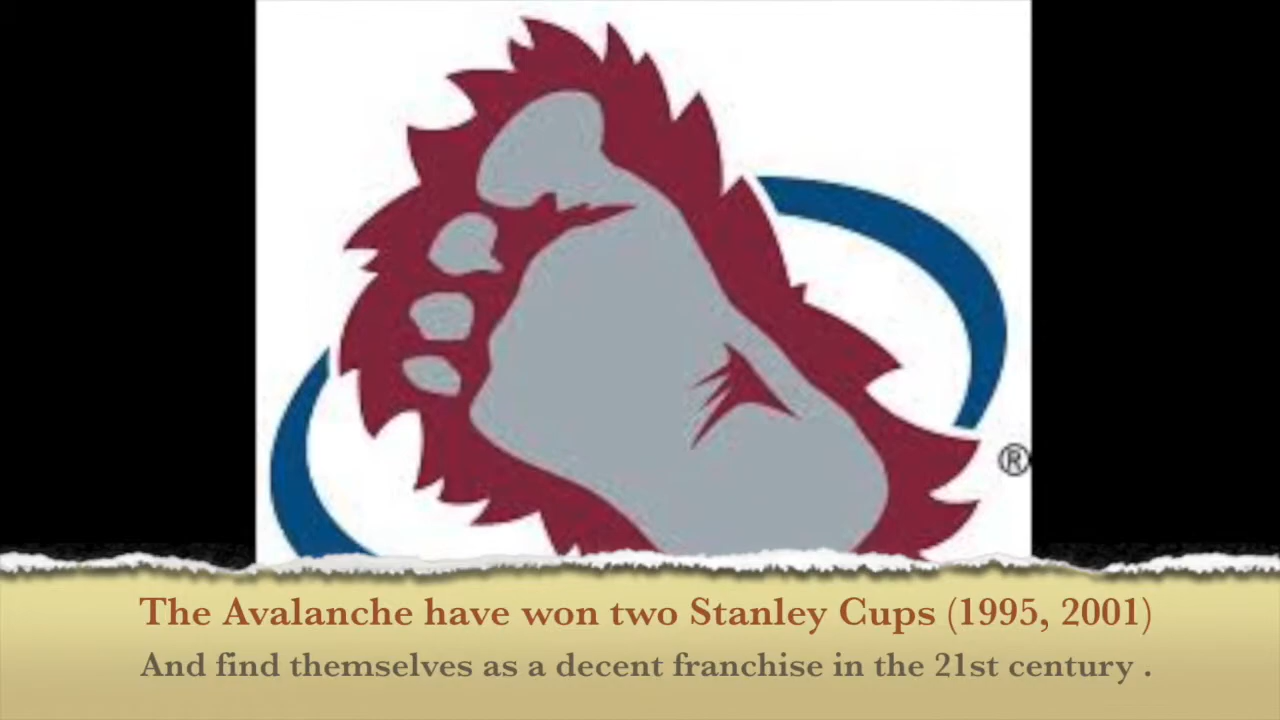 ®
The Avalanche have won two Stanley Cups (1995, 2001)
And find themselves as a decent franchise in the 21st century .